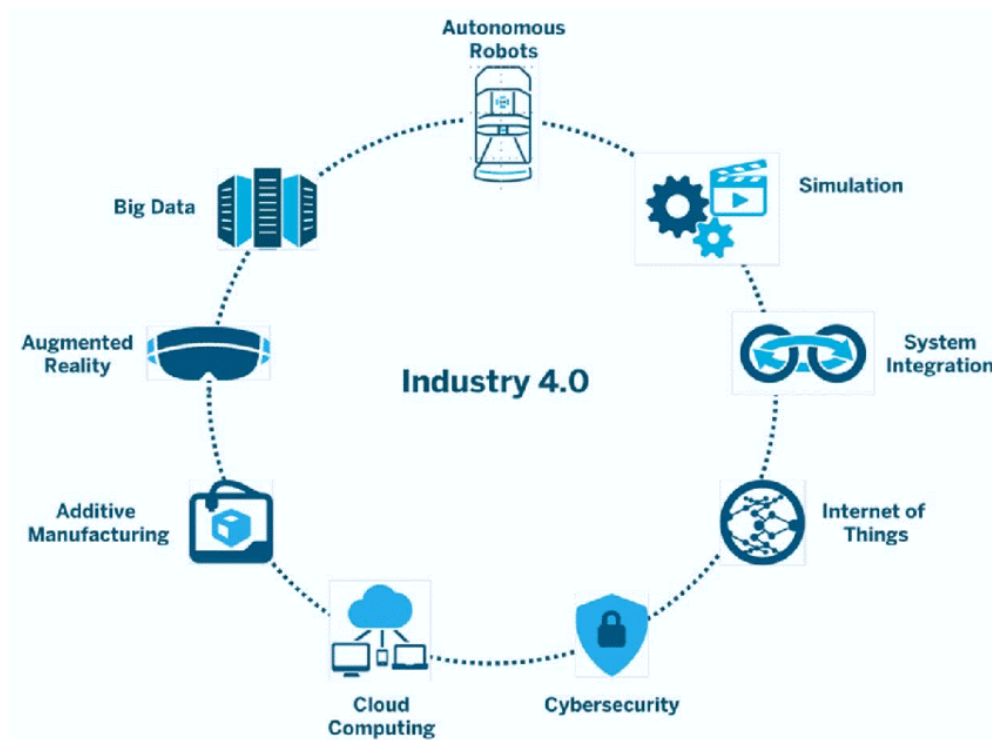 Autonomous
Robots
Simulation
Big Data
System
Integration
Augmented
Reality
Industry 4.0
Internet of
Things
Additive
Manufacturing
Cybersecurity
Cloud
Computing